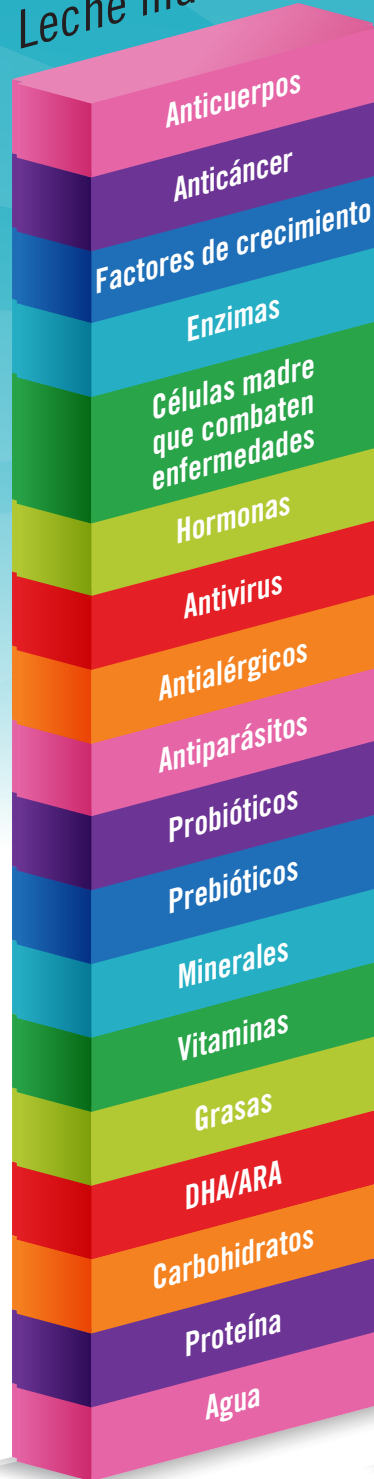 Leche
Anticuerpos
Anticáncer
Factores de crecimiento
Enzimas
Células madre
que combaten
enfermedades
Hormonas
Antivirus
Antialérgicos
Antiparásitos
Probióticos
Prebióticos
Minerales
Vitaminas
Grasas
DHA/ARA
Carbohidratos
Proteína
Agua